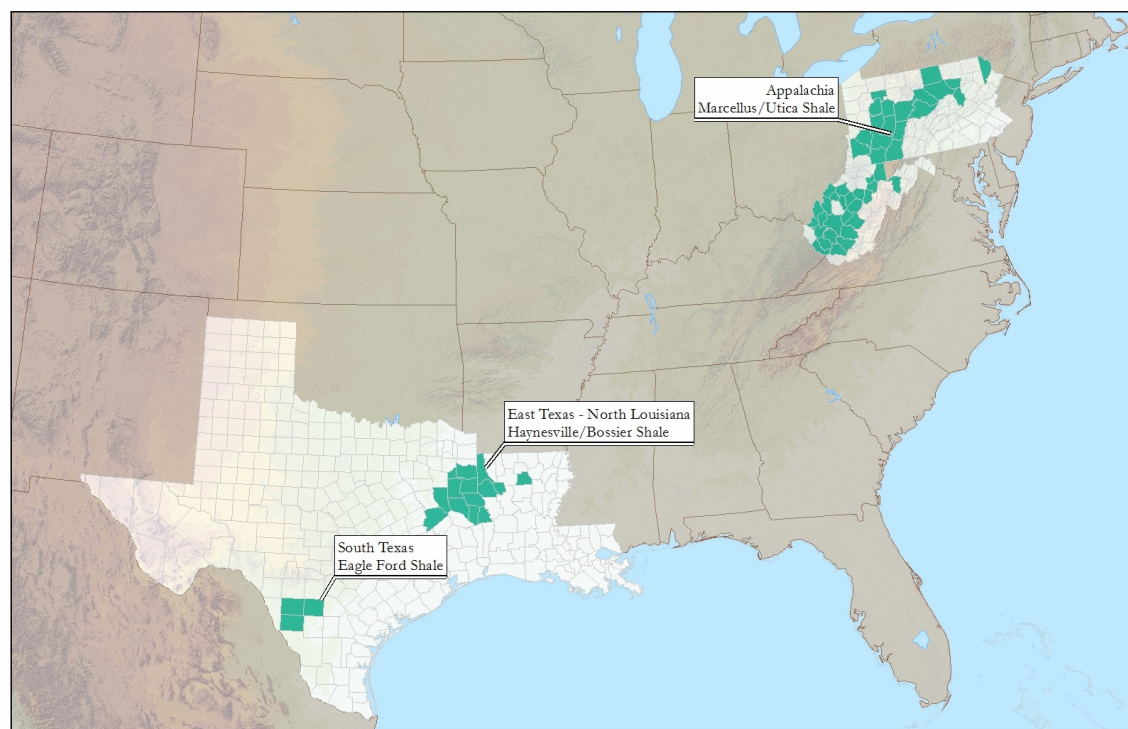 Appalachia
Marcellus/Utica Shale
East Texas - North Louisiana
Haynesville/Bossier Shale
South Texas
Eagle Ford Shale